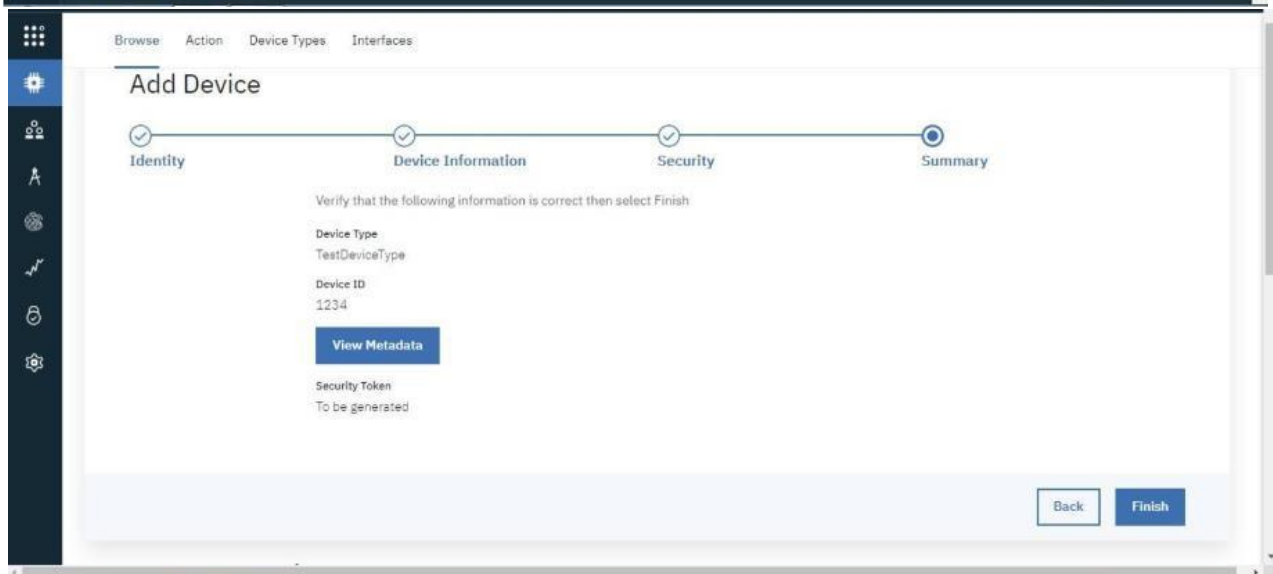 Browse Action Device Types Interfaces
Add Device
Identity Device Information Security Summary
Verify that the following information is correct then select Finish
Device Type
TestDeviceType
Device ID
1234
View Metadata
Security Token
To be generated
Back Finish